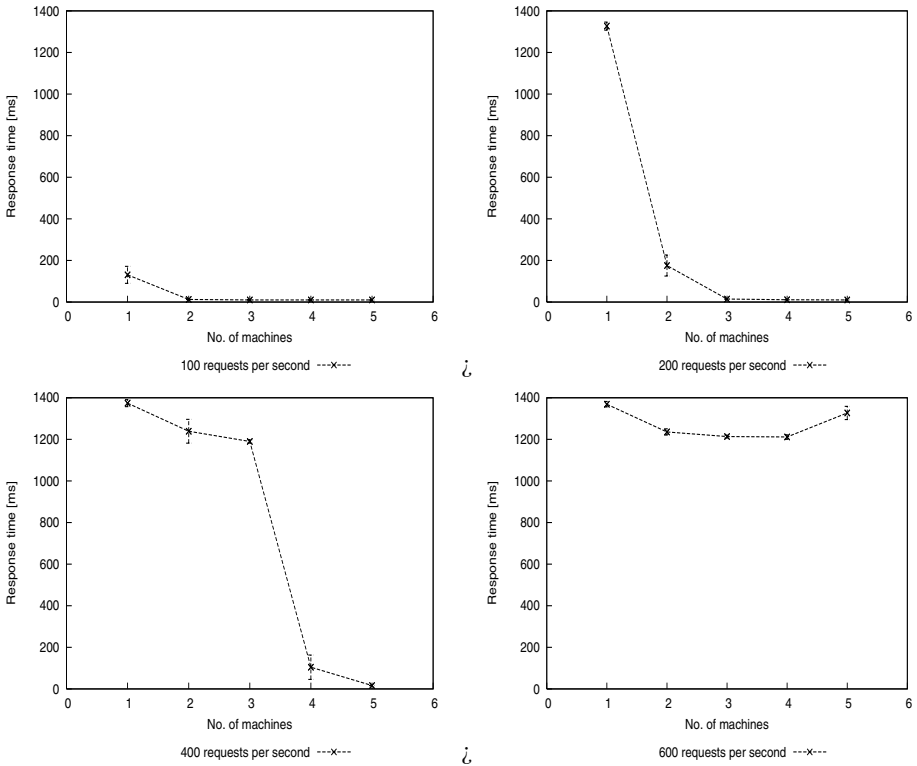 1400
1200
1000
800
600
400
200
0
Response time [ms]
0 1 2 3 4 5 6
No. of machines
100 requests per second
1400
1200
1000
800
600
400
200
0
Response time [ms]
0 1 2 3 4 5 6
No. of machines
200 requests per second
¿
1400
1200
1000
800
600
400
200
0
Response time [ms]
0 1 2 3 4 5 6
No. of machines
400 requests per second
1400
1200
1000
800
600
400
200
0
Response time [ms]
0 1 2 3 4 5 6
No. of machines
600 requests per second
¿